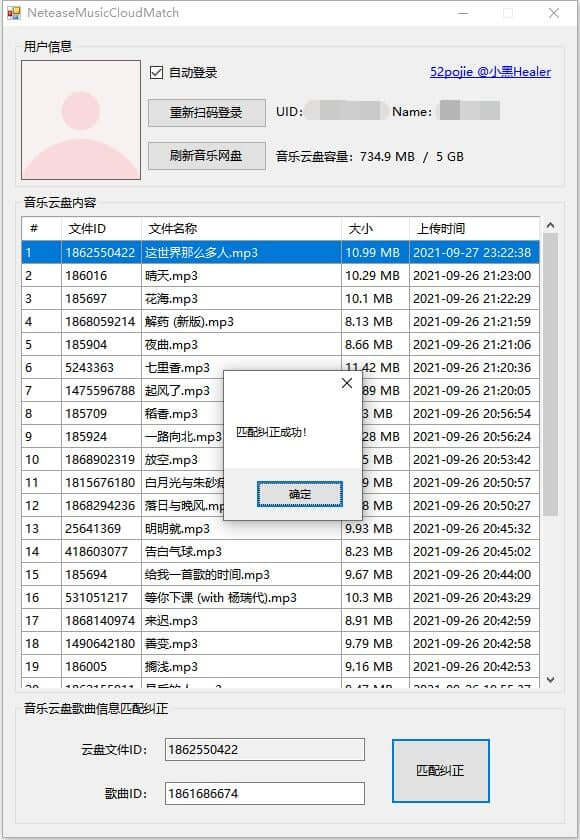 NeteaseMusicCloudMatch
用户信息
自动登录
52pojie @小黑Healer
重新扫码登录
UID:
Name:
刷新音乐网盘
音乐云盘容量: 734.9 MB / 5 GB
音乐云盘内容
# 文件ID 文件名称 大小 上传时间
1 1862550422 这世界那么多人.mp3 10.99 MB 2021-09-27 23:22:38
2 186016 晴天.mp3 10.29 MB 2021-09-26 21:23:00
3 185697 花海.mp3 10.1 MB 2021-09-26 21:22:29
4 1868059214 解药 (新版).mp3 8.13 MB 2021-09-26 21:21:59
5 185904 夜曲.mp3 8.66 MB 2021-09-26 21:21:06
6 5243363 七里香.mp3 11.42 MB 2021-09-26 21:20:36
7 1475596788 起风了.mp3 89 MB 2021-09-26 21:20:05
8 185709 稻香.mp3 3 MB 2021-09-26 20:56:54
9 185924 一路向北.mp3 28 MB 2021-09-26 20:56:24
10 1868902319 放空.mp3 5 MB 2021-09-26 20:53:42
11 1815676180 白月光与朱砂 MB 2021-09-26 20:50:57
12 1868294236 落日与晚风.mp 8 MB 2021-09-26 20:50:26
13 25641369 明明就.mp3 9.93 MB 2021-09-26 20:45:32
14 418603077 告白气球.mp3 8.23 MB 2021-09-26 20:45:02
15 185694 给我一首歌的时间.mp3 9.67 MB 2021-09-26 20:44:00
16 531051217 等你下课 (with 杨瑞代).mp3 10.3 MB 2021-09-26 20:43:29
17 1868140974 来迟.mp3 8.91 MB 2021-09-26 20:42:59
18 1490642180 善变.mp3 9.79 MB 2021-09-26 20:42:58
19 186005 搁浅.mp3 9.16 MB 2021-09-26 20:42:53
匹配纠正成功!
确定
音乐云盘歌曲信息匹配纠正
云盘文件ID: 1862550422
歌曲ID: 1861686674
匹配纠正